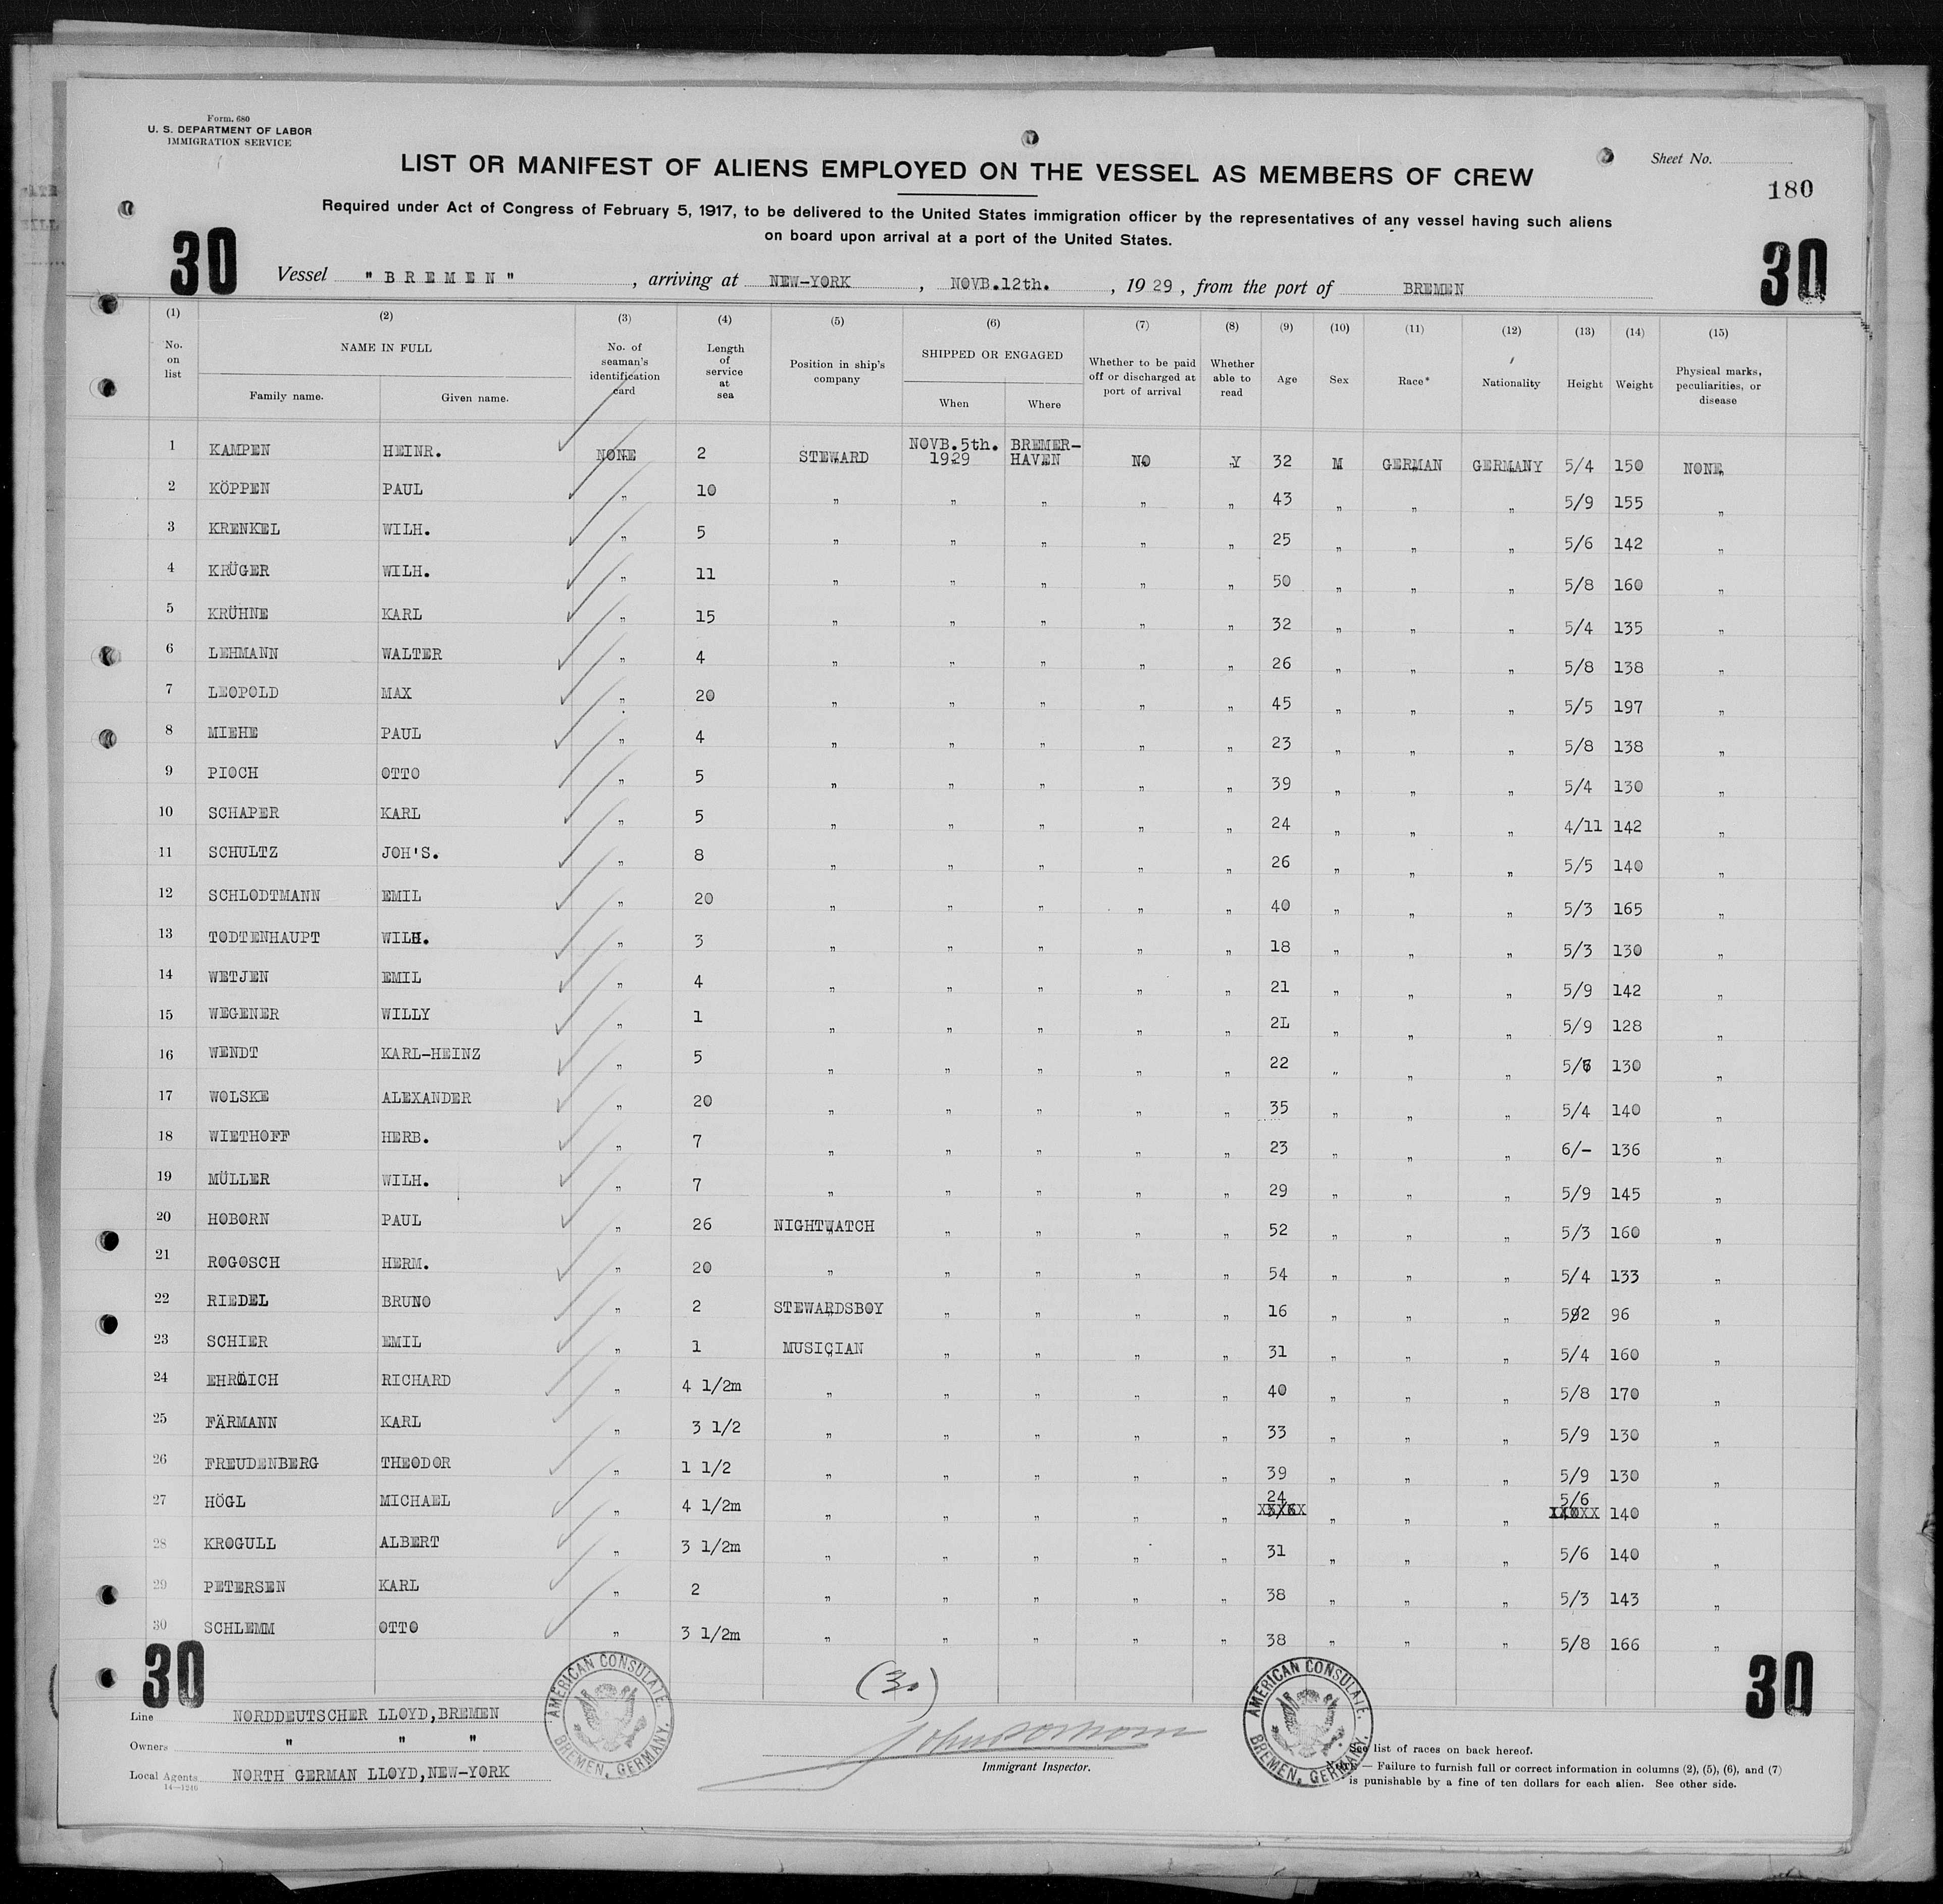 Form. 680
U. S. DEPARTMENT OF LABOR
IMMIGRATION SERVICE
LIST OR MANIFEST OF ALIENS EMPLOYED ON THE VESSEL AS MEMBERS OF CREW
Sheet No.
180
Required under Act of Congress of February 5, 1917, to be delivered to the United States immigration officer by the representatives of any vessel having such aliens
on board upon arrival at a port of the United States.
30 30
Vessel "BREMEN", arriving at NEW-YORK, NOVB.12th., 1929, from the port of BREMEN
(1) (2) (3) (4) (5) (6) (7) (8) (9) (10) (11) (12) (13) (14) (15)
No. on list NAME IN FULL Family name. Given name. No. of seaman's identification card Length of service at sea Position in ship's company SHIPPED OR ENGAGED When Where Whether to be paid off or discharged at port of arrival Whether able to read Age Sex Race* Nationality Height Weight Physical marks, peculiarities, or disease
1 KAMPEN HEINR. NONE 2 STEWARD NOVB.5th. 1929 BREMER-HAVEN NO Y 32 M GERMAN GERMANY 5/4 150 NONE
2 KÖPPEN PAUL " 10 " " " " " 43 " " " 5/9 155 "
3 KRENKEL WILH. " 5 " " " " " 25 " " " 5/6 142 "
4 KRÜGER WILH. " 11 " " " " " 50 " " " 5/8 160 "
5 KRÜHNE KARL " 15 " " " " " 32 " " " 5/4 135 "
6 LEHMANN WALTER " 4 " " " " " 26 " " " 5/8 138 "
7 LEOPOLD MAX " 20 " " " " " 45 " " " 5/5 197 "
8 MIEHE PAUL " 4 " " " " " 23 " " " 5/8 138 "
9 PIOCH OTTO " 5 " " " " " 39 " " " 5/4 130 "
10 SCHAPER KARL " 5 " " " " " 24 " " " 4/11 142 "
11 SCHULTZ JOH'S. " 8 " " " " " 26 " " " 5/5 140 "
12 SCHLODTMANN EMIL " 20 " " " " " 40 " " " 5/3 165 "
13 TODTENHAUPT WILH. " 3 " " " " " 18 " " " 5/3 130 "
14 WETJEN EMIL " 4 " " " " " 21 " " " 5/9 142 "
15 WEGENER WILLY " 1 " " " " " 2L " " " 5/9 128 "
16 WENDT KARL-HEINZ " 5 " " " " " 22 " " " 130 "
17 WOLSKE ALEXANDER " 20 " " " " " 35 " " " 5/4 140 "
18 WIETHOFF HERB. " 7 " " " " " 23 " " " 6/- 136 "
19 MÜLLER WILH. " 7 " " " " " 29 " " " 5/9 145 "
20 HOBORN PAUL " 26 NIGHTWATCH " " " " 52 " " " 5/3 160 "
21 ROGOSCH HERM. " 20 " " " " " 54 " " " 5/4 133 "
22 RIEDEL BRUNO " 2 STEWARDSBOY " " " " 16 " " " 5/2 96 "
23 SCHIER EMIL " 1 MUSICIAN " " " " 31 " " " 5/4 160 "
24 EHRLICH RICHARD " 4 1/2m " " " " " 40 " " " 5/8 170 "
25 FÄRMANN KARL " 3 1/2 " " " " " 33 " " " 5/9 130 "
26 FREUDENBERG THEODOR " 1 1/2 " " " " " 39 " " " 5/9 130 "
27 HÖGL MICHAEL " 4 1/2m " " " " " 24 " " " 5/6 140 "
28 KROGULL ALBERT " 3 1/2m " " " " " 31 " " " 5/6 140 "
29 PETERSEN KARL " 2 " " " " " 38 " " " 5/3 143 "
30 SCHLEMM OTTO " 3 1/2m " " " " " 38 " " " 5/8 166 "
30 30
(30)
AMERICAN CONSULATE. BREMEN, GERMANY.
AMERICAN CONSULATE. BREMEN, GERMANY.
Line NORDDEUTSCHER LLOYD,BREMEN
Owners " " "
Local Agents NORTH GERMAN LLOYD,NEW-YORK
14—1240
Immigrant Inspector.
See list of races on back hereof.
— Failure to furnish full or correct information in columns (2), (5), (6), and (7)
is punishable by a fine of ten dollars for each alien. See other side.